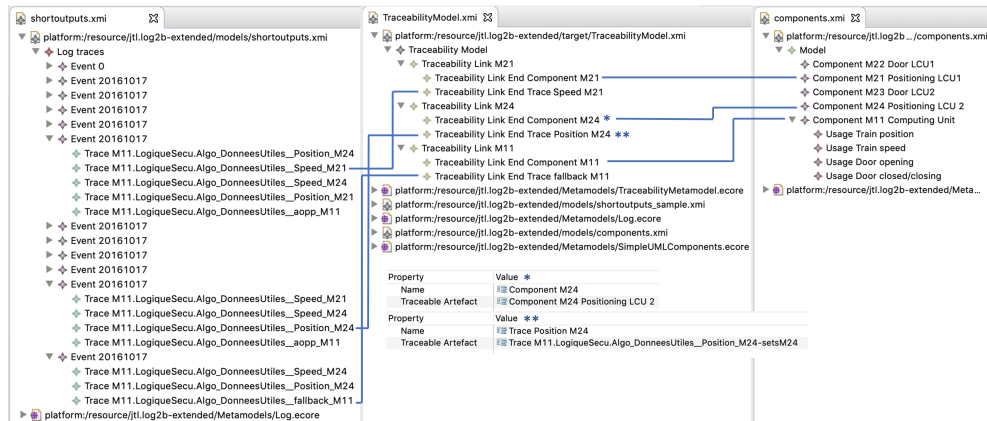 shortoutputs.xmi
platform:/resource/jtl.log2b-extended/models/shortoutputs.xmi
Log traces
Event 0
Event 20161017
Event 20161017
Event 20161017
Event 20161017
Event 20161017
Trace M11.LogiqueSecu.Algo_DonneesUtiles__Position_M24
Trace M11.LogiqueSecu.Algo_DonneesUtiles__Speed_M21
Trace M11.LogiqueSecu.Algo_DonneesUtiles__Speed_M24
Trace M11.LogiqueSecu.Algo_DonneesUtiles__Position_M21
Trace M11.LogiqueSecu.Algo_DonneesUtiles__aopp_M11
Event 20161017
Event 20161017
Event 20161017
Event 20161017
Event 20161017
Trace M11.LogiqueSecu.Algo_DonneesUtiles__Speed_M21
Trace M11.LogiqueSecu.Algo_DonneesUtiles__Speed_M24
Trace M11.LogiqueSecu.Algo_DonneesUtiles__Position_M24
Trace M11.LogiqueSecu.Algo_DonneesUtiles__aopp_M11
Event 20161017
Trace M11.LogiqueSecu.Algo_DonneesUtiles__Speed_M24
Trace M11.LogiqueSecu.Algo_DonneesUtiles__Position_M24
Trace M11.LogiqueSecu.Algo_DonneesUtiles__fallback_M11
platform:/resource/jtl.log2b-extended/Metamodels/Log.ecore
TraceabilityModel.xmi
platform:/resource/jtl.log2b-extended/target/TraceabilityModel.xmi
Traceability Model
Traceability Link M21
Traceability Link End Component M21
Traceability Link End Trace Speed M21
Traceability Link M24
Traceability Link End Component M24 *
Traceability Link End Trace Position M24 **
Traceability Link M11
Traceability Link End Component M11
Traceability Link End Trace fallback M11
platform:/resource/jtl.log2b-extended/Metamodels/TraceabilityMetamodel.ecore
platform:/resource/jtl.log2b-extended/models/shortoutputs_sample.xmi
platform:/resource/jtl.log2b-extended/Metamodels/Log.ecore
platform:/resource/jtl.log2b-extended/models/components.xmi
platform:/resource/jtl.log2b-extended/Metamodels/SimpleUMLComponents.ecore
Property Value *
Name Component M24
Traceable Artefact Component M24 Positioning LCU 2
Property Value **
Name Trace Position M24
Traceable Artefact Trace M11.LogiqueSecu.Algo_DonneesUtiles__Position_M24-setsM24
components.xmi
platform:/resource/jtl.log2b_../components.xmi
Model
Component M22 Door LCU1
Component M21 Positioning LCU1
Component M23 Door LCU2
Component M24 Positioning LCU 2
Component M11 Computing Unit
Usage Train position
Usage Train speed
Usage Door opening
Usage Door closed/closing
platform:/resource/jtl.log2b-extended/Meta...